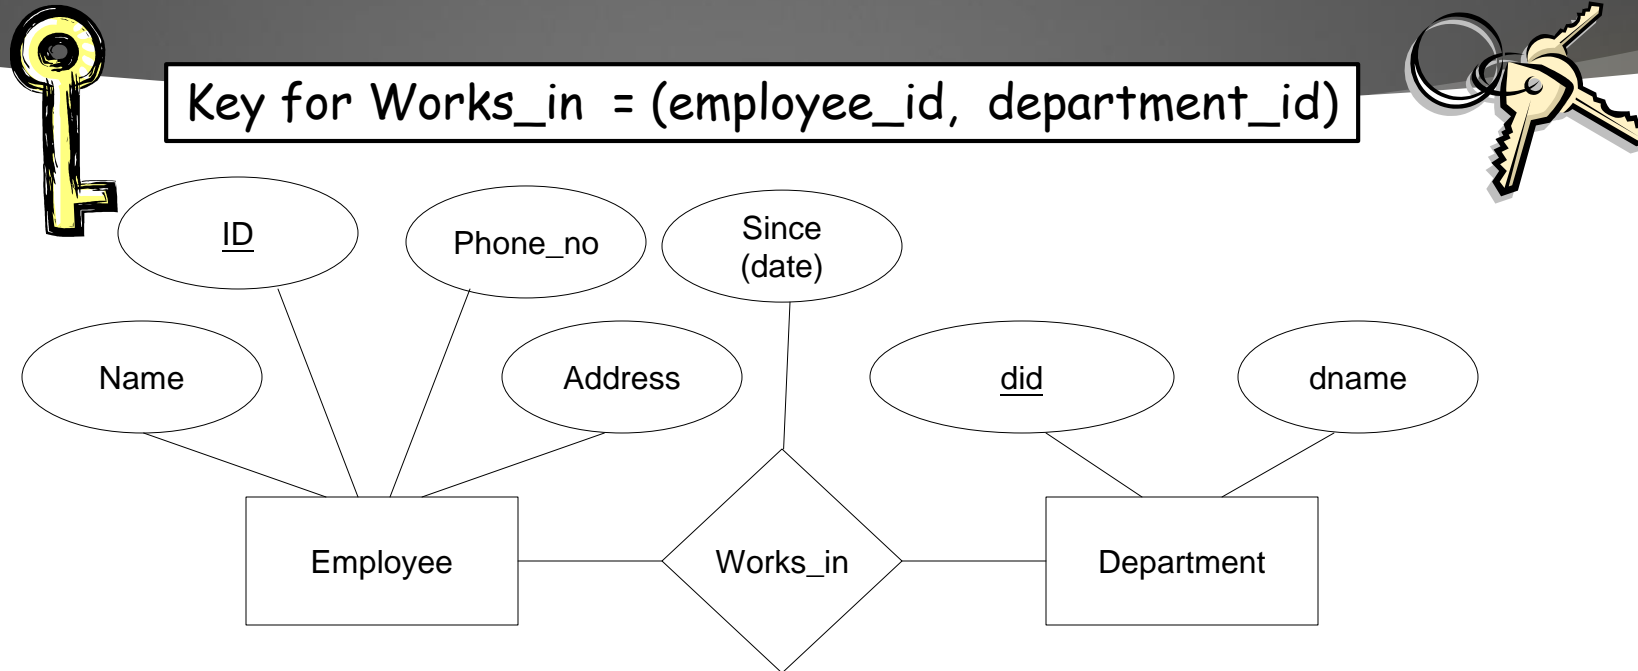 Key for Works_in = (employee_id, department_id)
ID
Phone_no
Since
(date)
Name
Address
did
dname
Employee
Works_in
Department